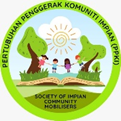 PERTUBUHAN PENGGERAK KOMUNITI IMPIAN (PPKI)
SOCIETY OF IMPIAN
COMMUNITY
MOBILISERS